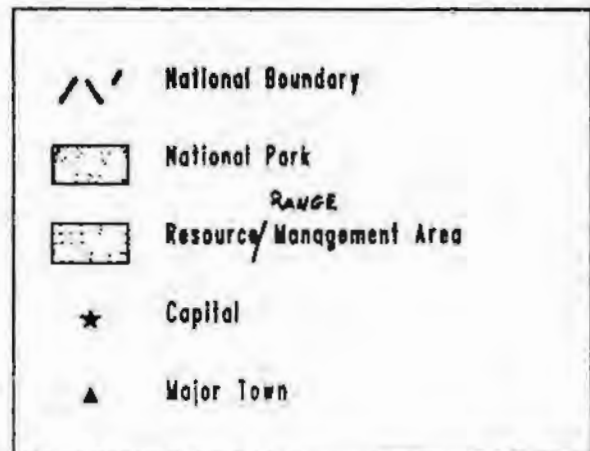 National Boundary
National Park
RANGE
Resource/Management Area
Capital
Major Town